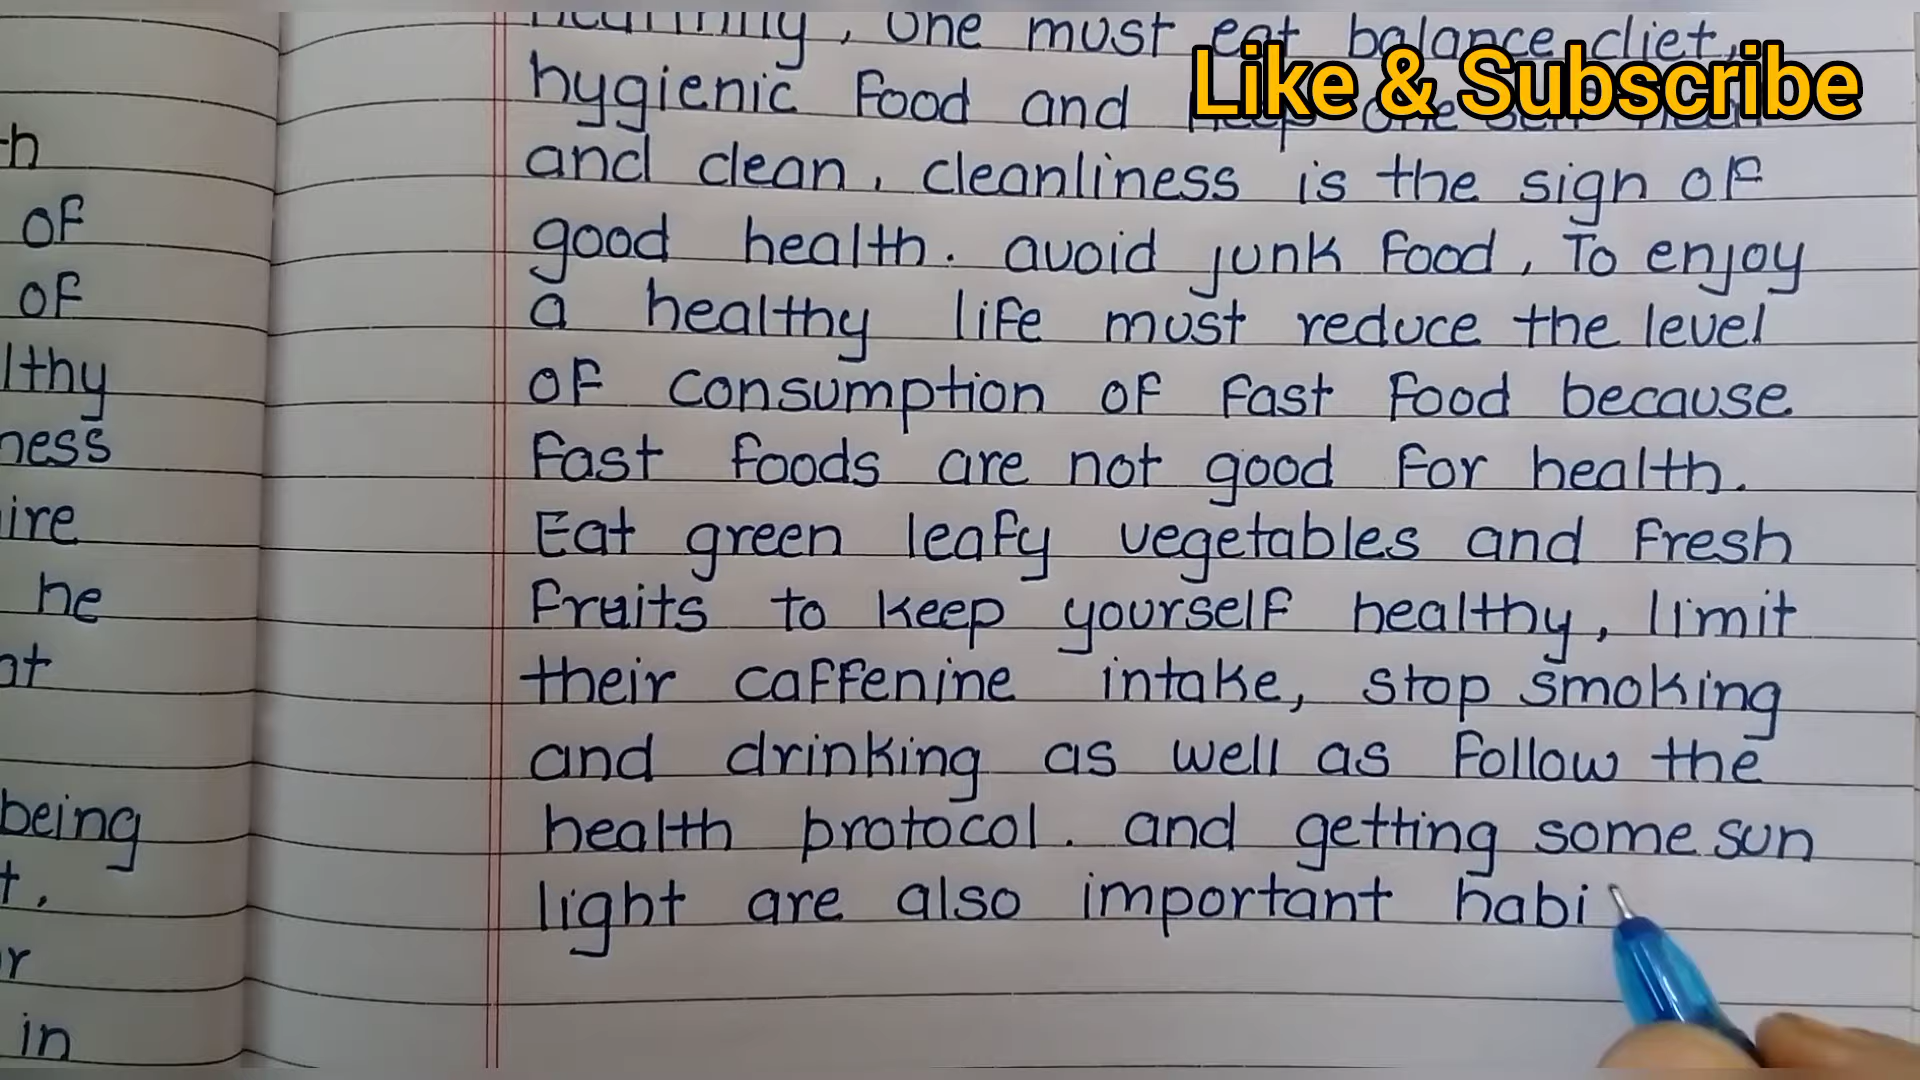 h
of
of
lthy
ness
ire
he
at
being
t.
r
in
, one must eat balance diet,
Like & Subscribe
hygienic food and keep one self
and clean, cleanliness is the sign of
good health. avoid junk food, To enjoy
a healthy life must reduce the level
of consumption of fast food because
fast foods are not good for health.
Eat green leafy vegetables and fresh
fruits to keep yourself healthy, limit
their caffenine intake, stop smoking
and drinking as well as follow the
health protocol. and getting some sun
light are also important habi